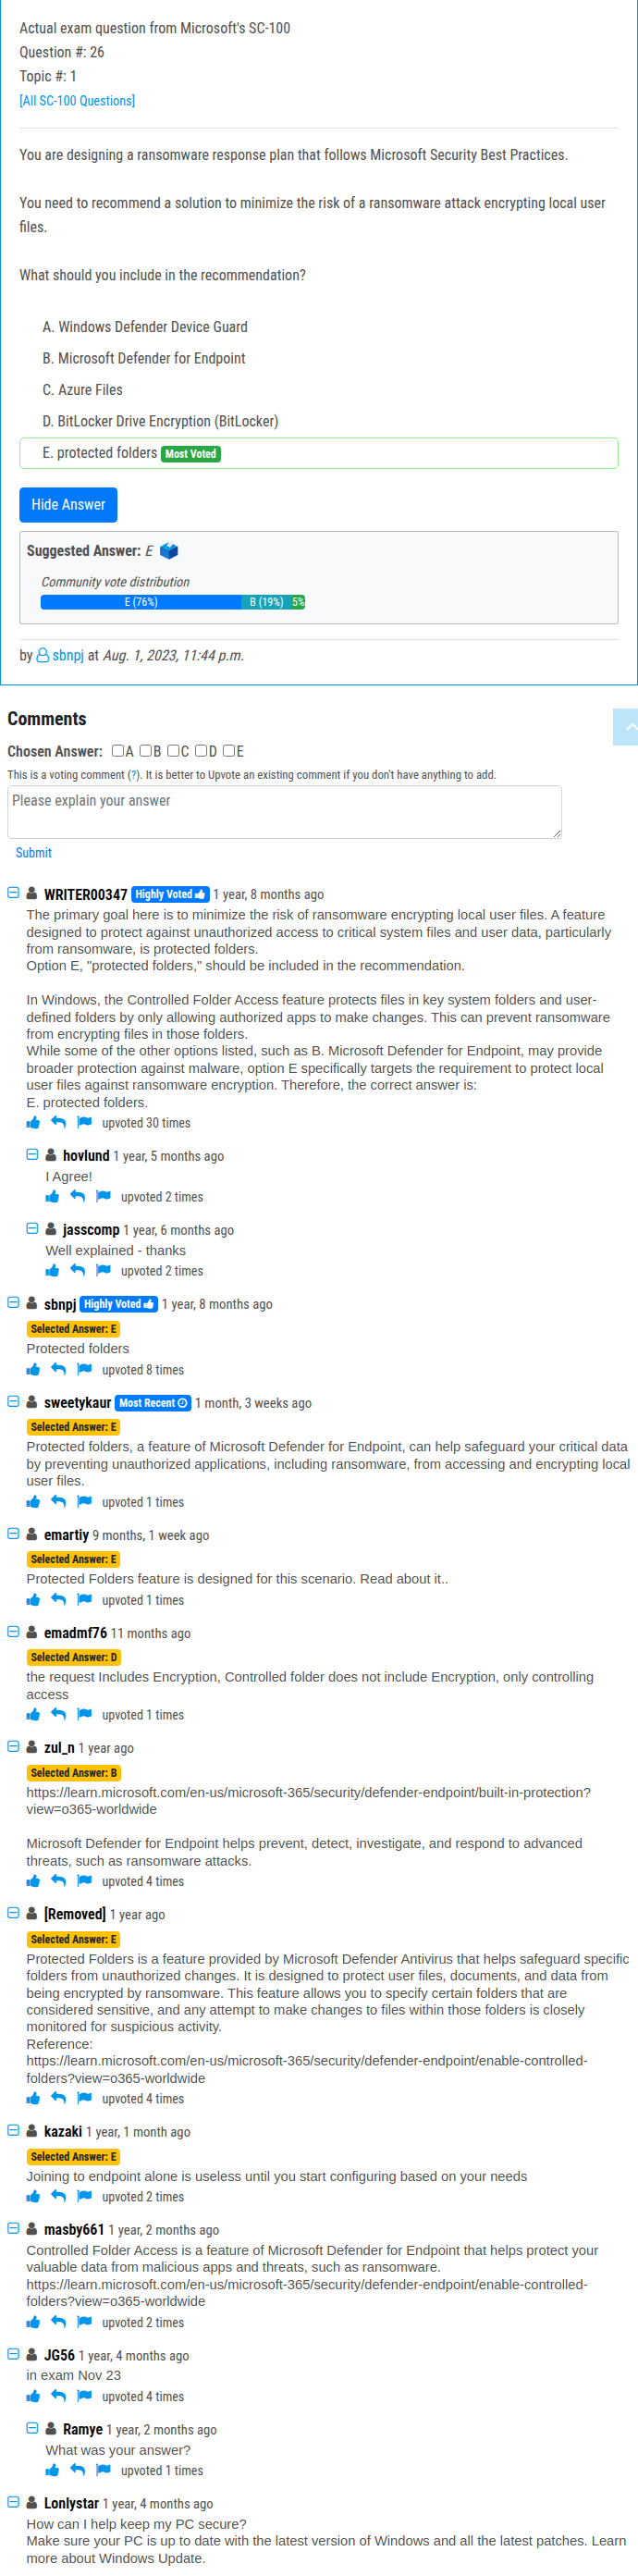 Actual exam question from Microsoft's SC-100
Question #: 26
Topic #: 1
[All SC-100 Questions]
You are designing a ransomware response plan that follows Microsoft Security Best Practices.
You need to recommend a solution to minimize the risk of a ransomware attack encrypting local user
files.
What should you include in the recommendation?
A. Windows Defender Device Guard
B. Microsoft Defender for Endpoint
C. Azure Files
D. BitLocker Drive Encryption (BitLocker)
E. protected folders Most Voted
Hide Answer
Suggested Answer: E
Community vote distribution
E (76%) B (19%) 5%
by sbnpj at Aug. 1, 2023, 11:44 p.m.
Comments
Chosen Answer: A B C D E
This is a voting comment (?). It is better to Upvote an existing comment if you don't have anything to add.
Please explain your answer
Submit
WRITER00347 Highly Voted 1 year, 8 months ago
The primary goal here is to minimize the risk of ransomware encrypting local user files. A feature
designed to protect against unauthorized access to critical system files and user data, particularly
from ransomware, is protected folders.
Option E, "protected folders," should be included in the recommendation.
In Windows, the Controlled Folder Access feature protects files in key system folders and user-
defined folders by only allowing authorized apps to make changes. This can prevent ransomware
from encrypting files in those folders.
While some of the other options listed, such as B. Microsoft Defender for Endpoint, may provide
broader protection against malware, option E specifically targets the requirement to protect local
user files against ransomware encryption. Therefore, the correct answer is:
E. protected folders.
upvoted 30 times
hovlund 1 year, 5 months ago
I Agree!
upvoted 2 times
jasscomp 1 year, 6 months ago
Well explained - thanks
upvoted 2 times
sbnpj Highly Voted 1 year, 8 months ago
Selected Answer: E
Protected folders
upvoted 8 times
sweetykaur Most Recent 1 month, 3 weeks ago
Selected Answer: E
Protected folders, a feature of Microsoft Defender for Endpoint, can help safeguard your critical data
by preventing unauthorized applications, including ransomware, from accessing and encrypting local
user files.
upvoted 1 times
emartiy 9 months, 1 week ago
Selected Answer: E
Protected Folders feature is designed for this scenario. Read about it..
upvoted 1 times
emadmf76 11 months ago
Selected Answer: D
the request Includes Encryption, Controlled folder does not include Encryption, only controlling
access
upvoted 1 times
zul_n 1 year ago
Selected Answer: B
https://learn.microsoft.com/en-us/microsoft-365/security/defender-endpoint/built-in-protection?
view=o365-worldwide
Microsoft Defender for Endpoint helps prevent, detect, investigate, and respond to advanced
threats, such as ransomware attacks.
upvoted 4 times
[Removed] 1 year ago
Selected Answer: E
Protected Folders is a feature provided by Microsoft Defender Antivirus that helps safeguard specific
folders from unauthorized changes. It is designed to protect user files, documents, and data from
being encrypted by ransomware. This feature allows you to specify certain folders that are
considered sensitive, and any attempt to make changes to files within those folders is closely
monitored for suspicious activity.
Reference:
https://learn.microsoft.com/en-us/microsoft-365/security/defender-endpoint/enable-controlled-
folders?view=o365-worldwide
upvoted 4 times
kazaki 1 year, 1 month ago
Selected Answer: E
Joining to endpoint alone is useless until you start configuring based on your needs
upvoted 2 times
masby661 1 year, 2 months ago
Controlled Folder Access is a feature of Microsoft Defender for Endpoint that helps protect your
valuable data from malicious apps and threats, such as ransomware.
https://learn.microsoft.com/en-us/microsoft-365/security/defender-endpoint/enable-controlled-
folders?view=o365-worldwide
upvoted 2 times
JG56 1 year, 4 months ago
in exam Nov 23
upvoted 4 times
Ramye 1 year, 2 months ago
What was your answer?
upvoted 1 times
Lonlystar 1 year, 4 months ago
How can I help keep my PC secure?
Make sure your PC is up to date with the latest version of Windows and all the latest patches. Learn
more about Windows Update.